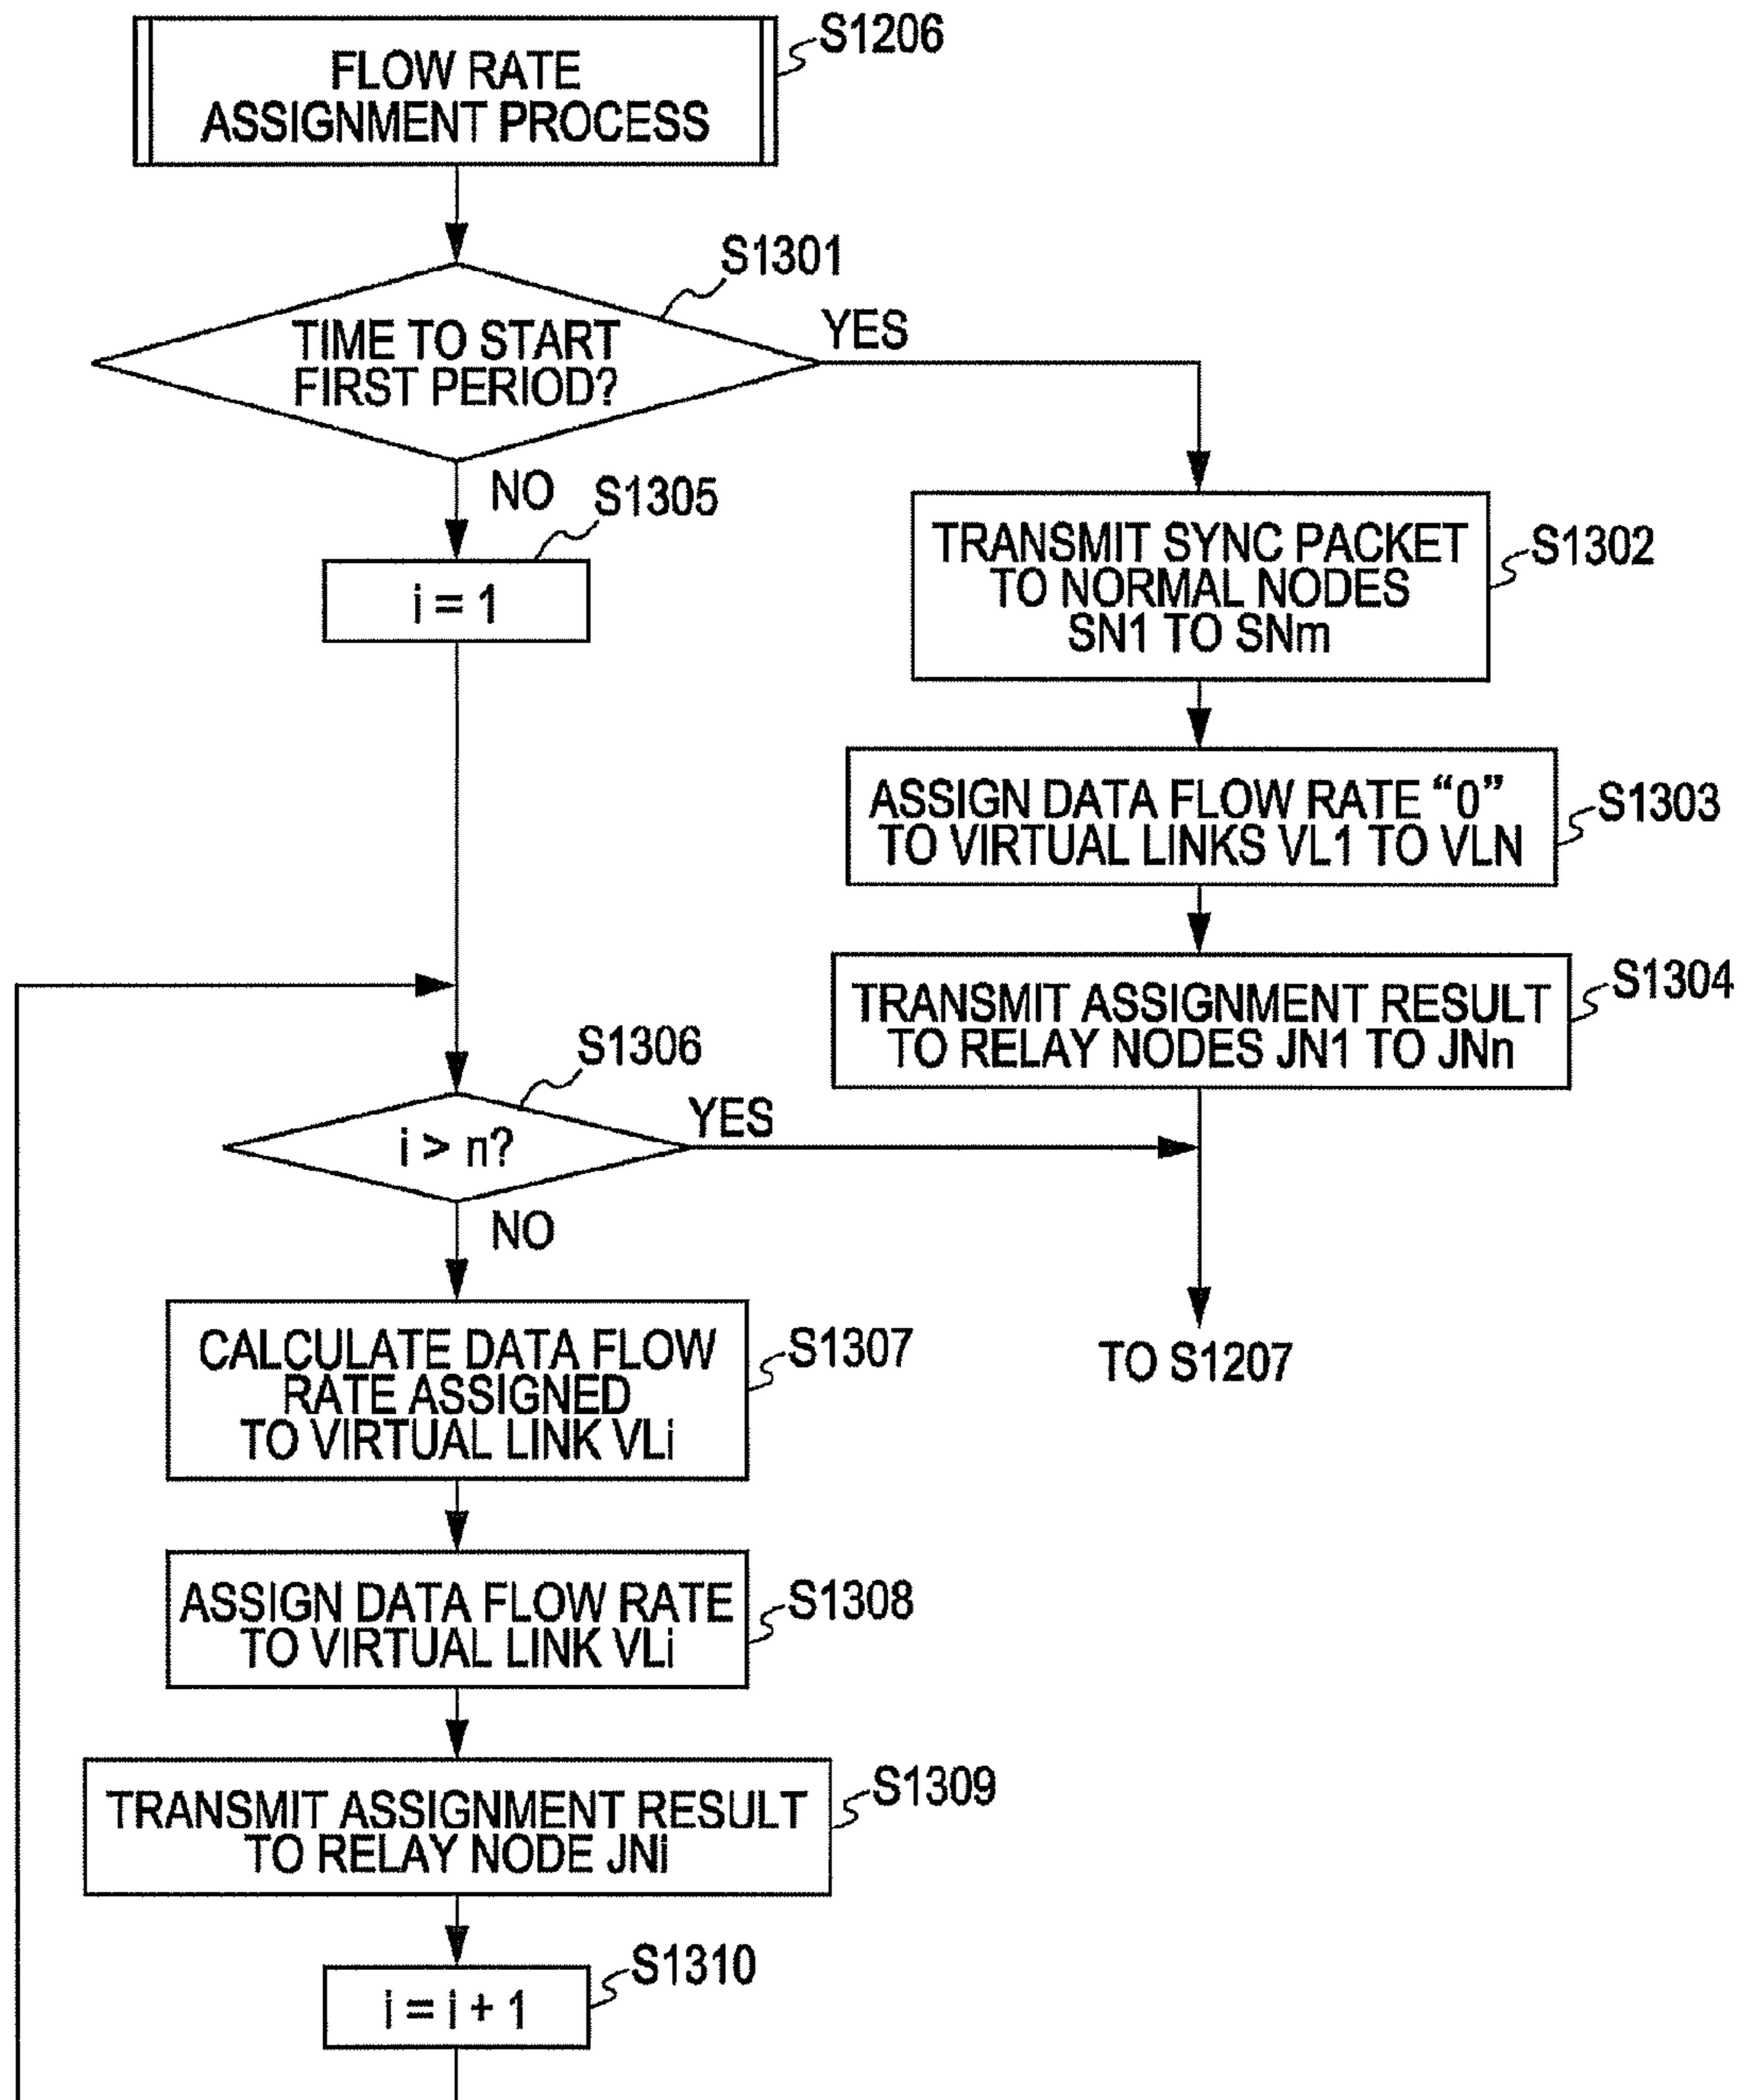 S1206
FLOW RATE
ASSIGNMENT PROCESS
S1301
TIME TO START
FIRST PERIOD?
YES
NO
S1305
i = 1
TRANSMIT SYNC PACKET
TO NORMAL NODES
SN1 TO SNm
S1302
ASSIGN DATA FLOW RATE “0”
TO VIRTUAL LINKS VL1 TO VLN
S1303
TRANSMIT ASSIGNMENT RESULT
TO RELAY NODES JN1 TO JNn
S1304
S1306
i > n?
YES
NO
TO S1207
CALCULATE DATA FLOW
RATE ASSIGNED
TO VIRTUAL LINK VLi
S1307
ASSIGN DATA FLOW RATE
TO VIRTUAL LINK VLi
S1308
TRANSMIT ASSIGNMENT RESULT
TO RELAY NODE JNi
S1309
S1310
i = i + 1